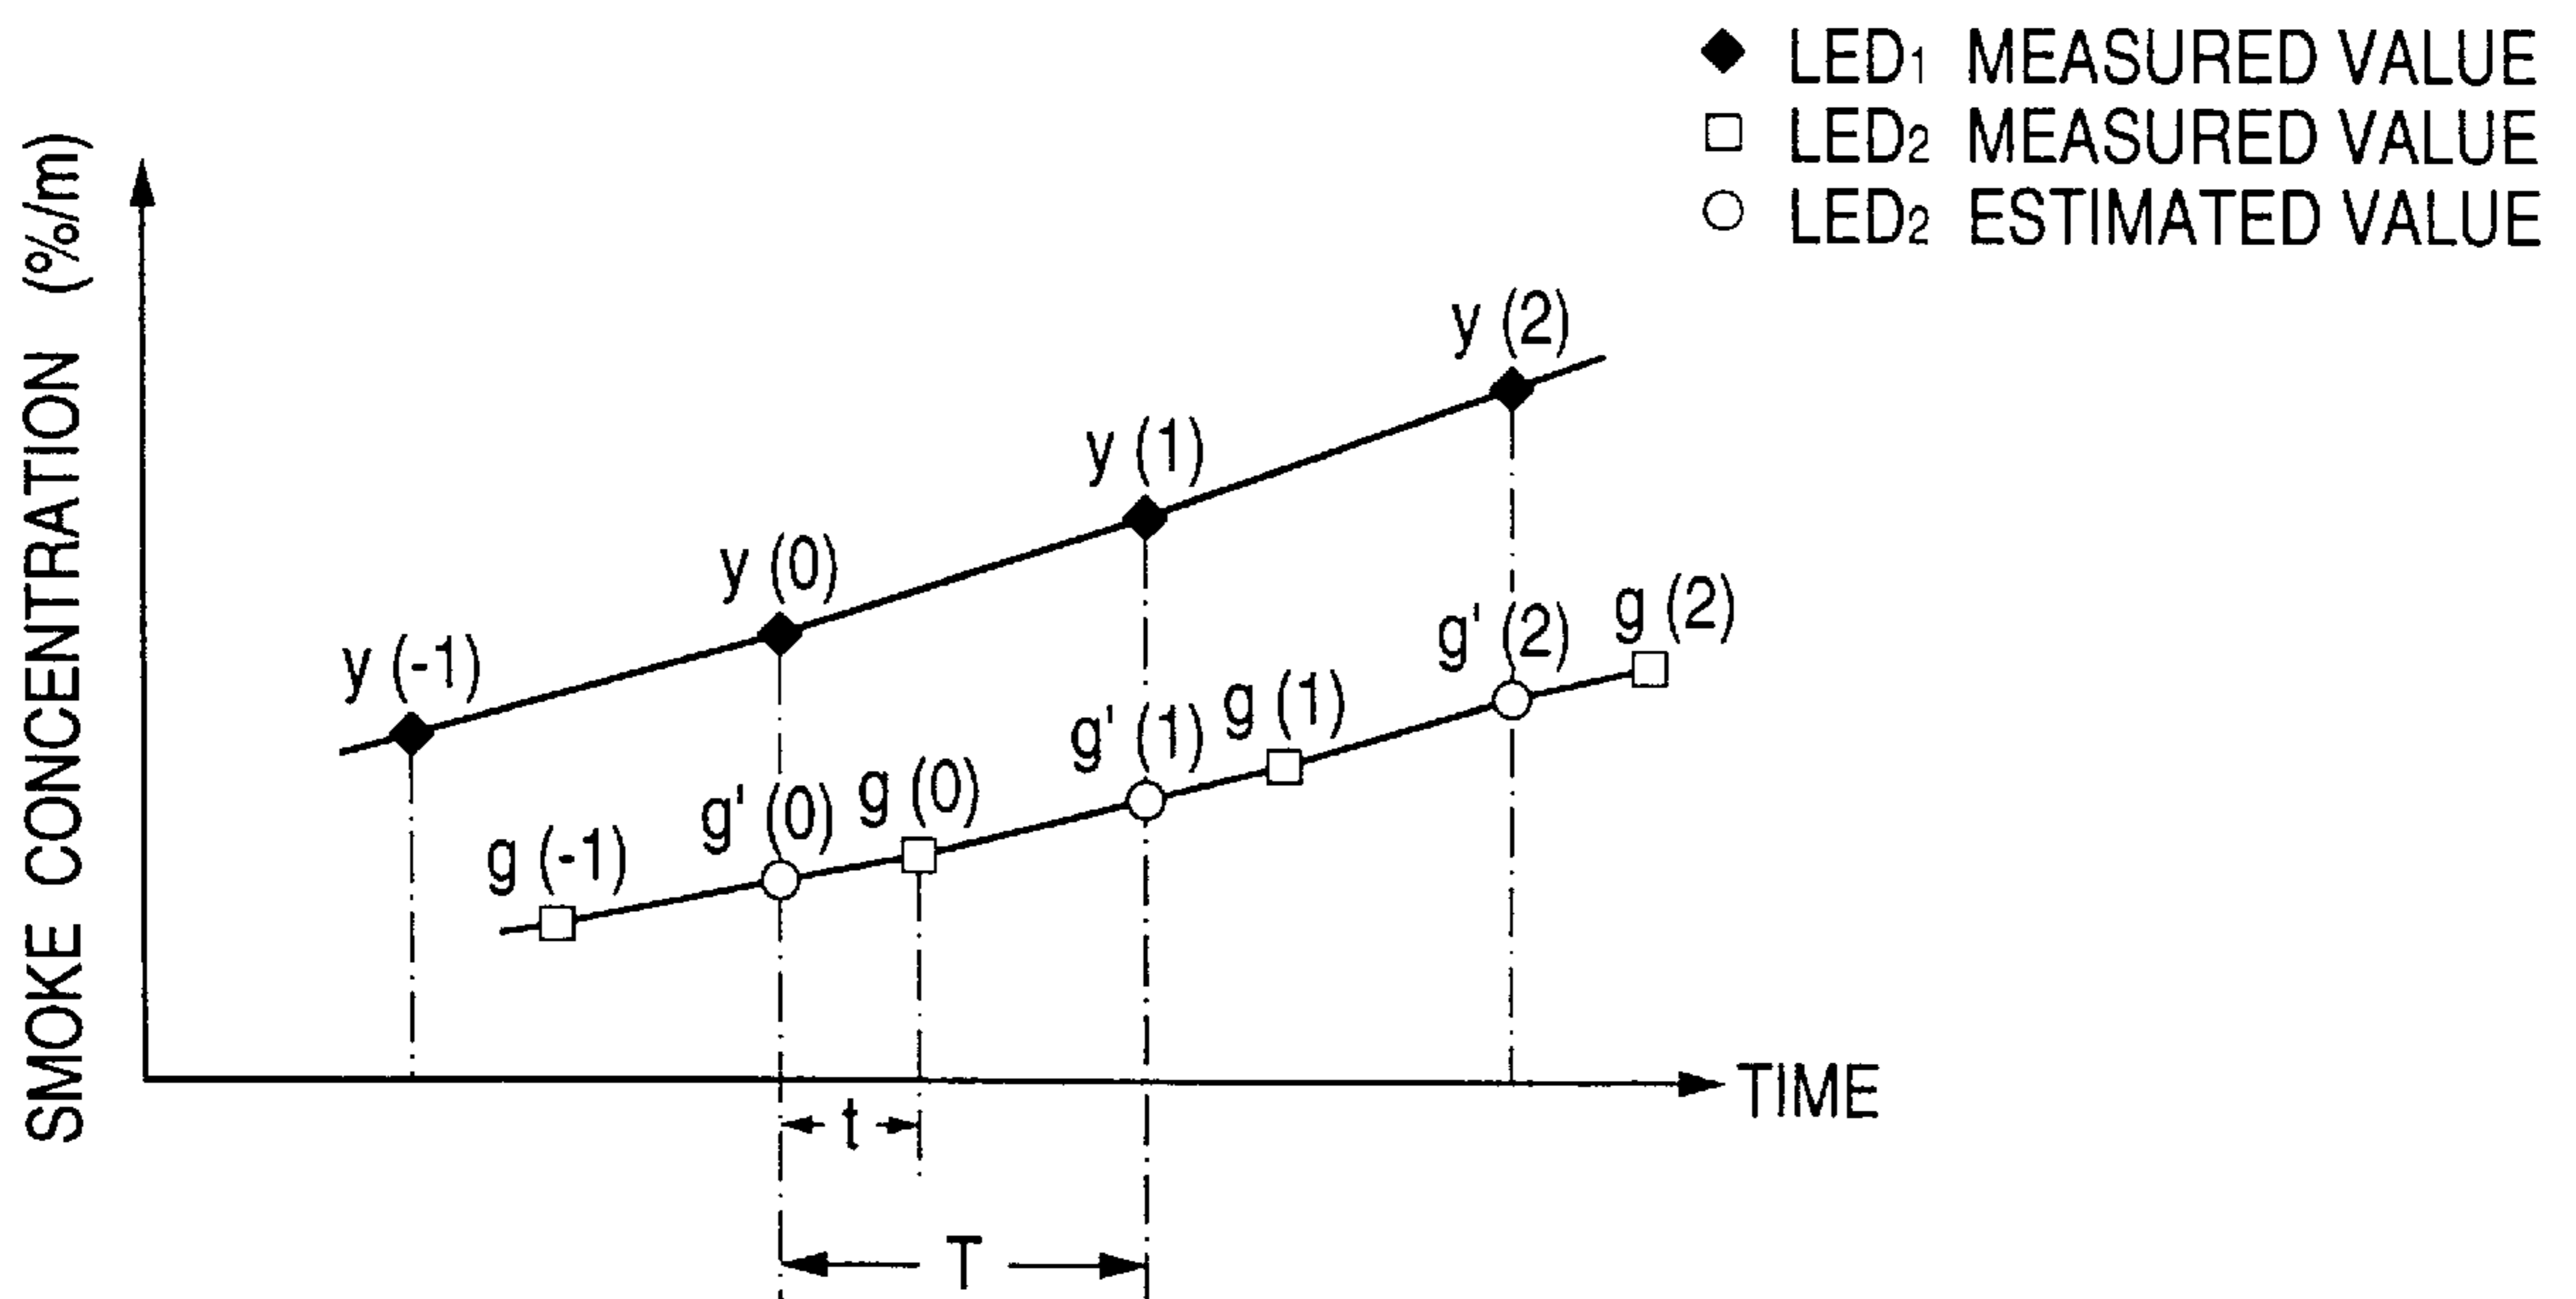 LED1 MEASURED VALUE
LED2 MEASURED VALUE
LED2 ESTIMATED VALUE
SMOKE CONCENTRATION (%/m)
y (2)
y (1)
y (0)
y (-1)
g' (2) g (2)
g' (1) g (1)
g' (0) g (0)
g (-1)
TIME
t
T